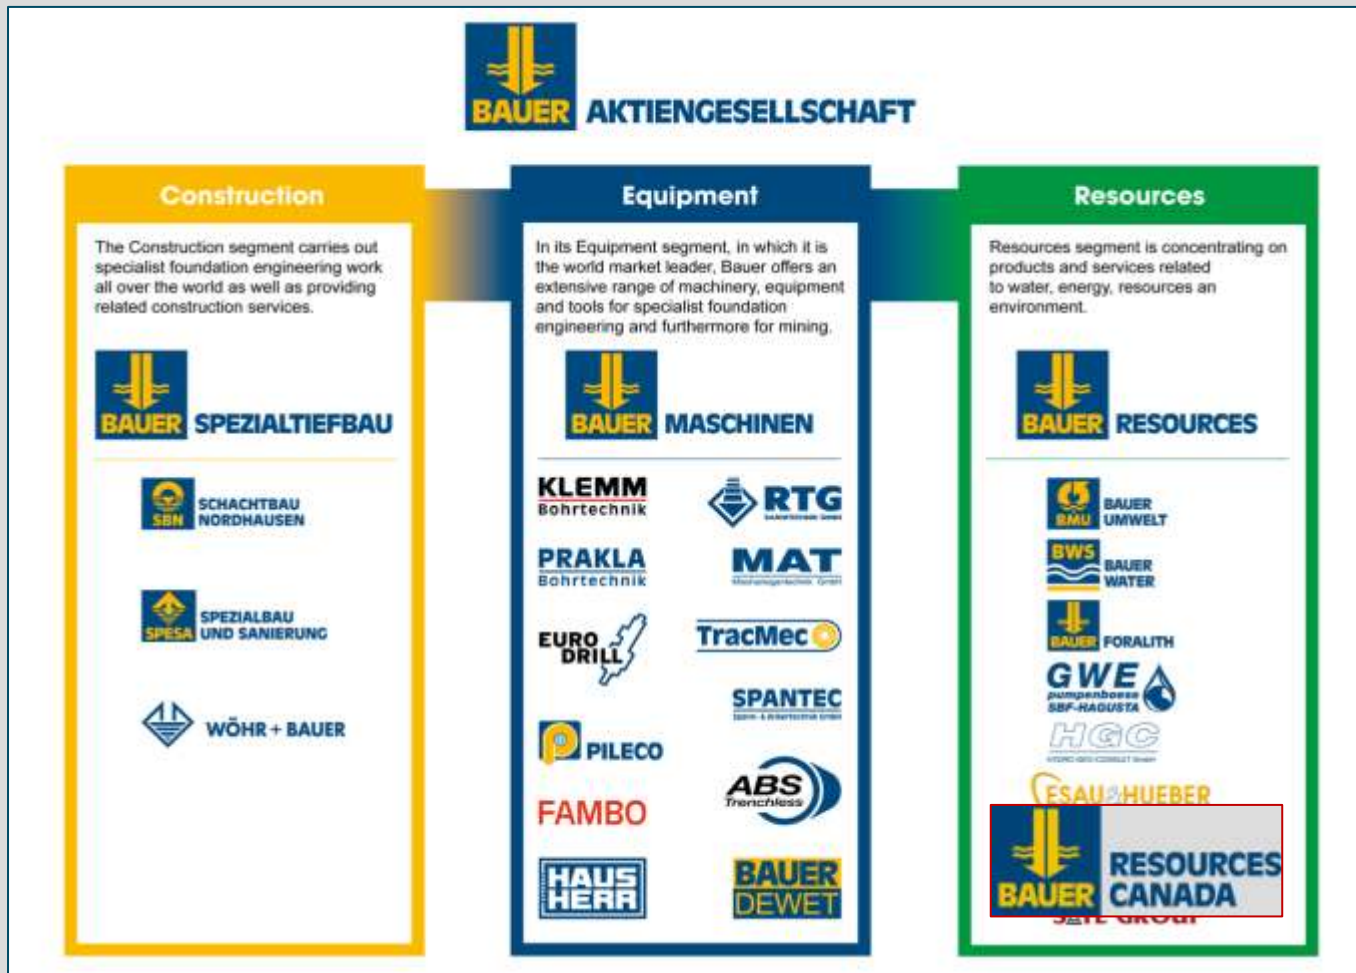 BAUER AKTIENGESELLSCHAFT
Construction
The Construction segment carries out
specialist foundation engineering work
all over the world as well as providing
related construction services.
BAUER SPEZIALTIEFBAU
SBN SCHACHTBAU
NORDHAUSEN
SPESA SPEZIALBAU
UND SANIERUNG
WÖHR + BAUER
Equipment
In its Equipment segment, in which it is
the world market leader, Bauer offers an
extensive range of machinery, equipment
and tools for specialist foundation
engineering and furthermore for mining.
BAUER MASCHINEN
KLEMM
Bohrtechnik
RTG
PRAKLA
Bohrtechnik
MAT
EURO
DRILL
TracMec
SPANTEC
PILECO
ABS
Trenchless
FAMBO
HAUS
HERR
BAUER
DEWET
Resources
Resources segment is concentrating on
products and services related
to water, energy, resources an
environment.
BAUER RESOURCES
BMU BAUER
UMWELT
BWS BAUER
WATER
BAUER FORALITH
GWE
pumpenboese
SBF-HAGUSTA
HGC
ESAU & HUEBER
BAUER RESOURCES
CANADA